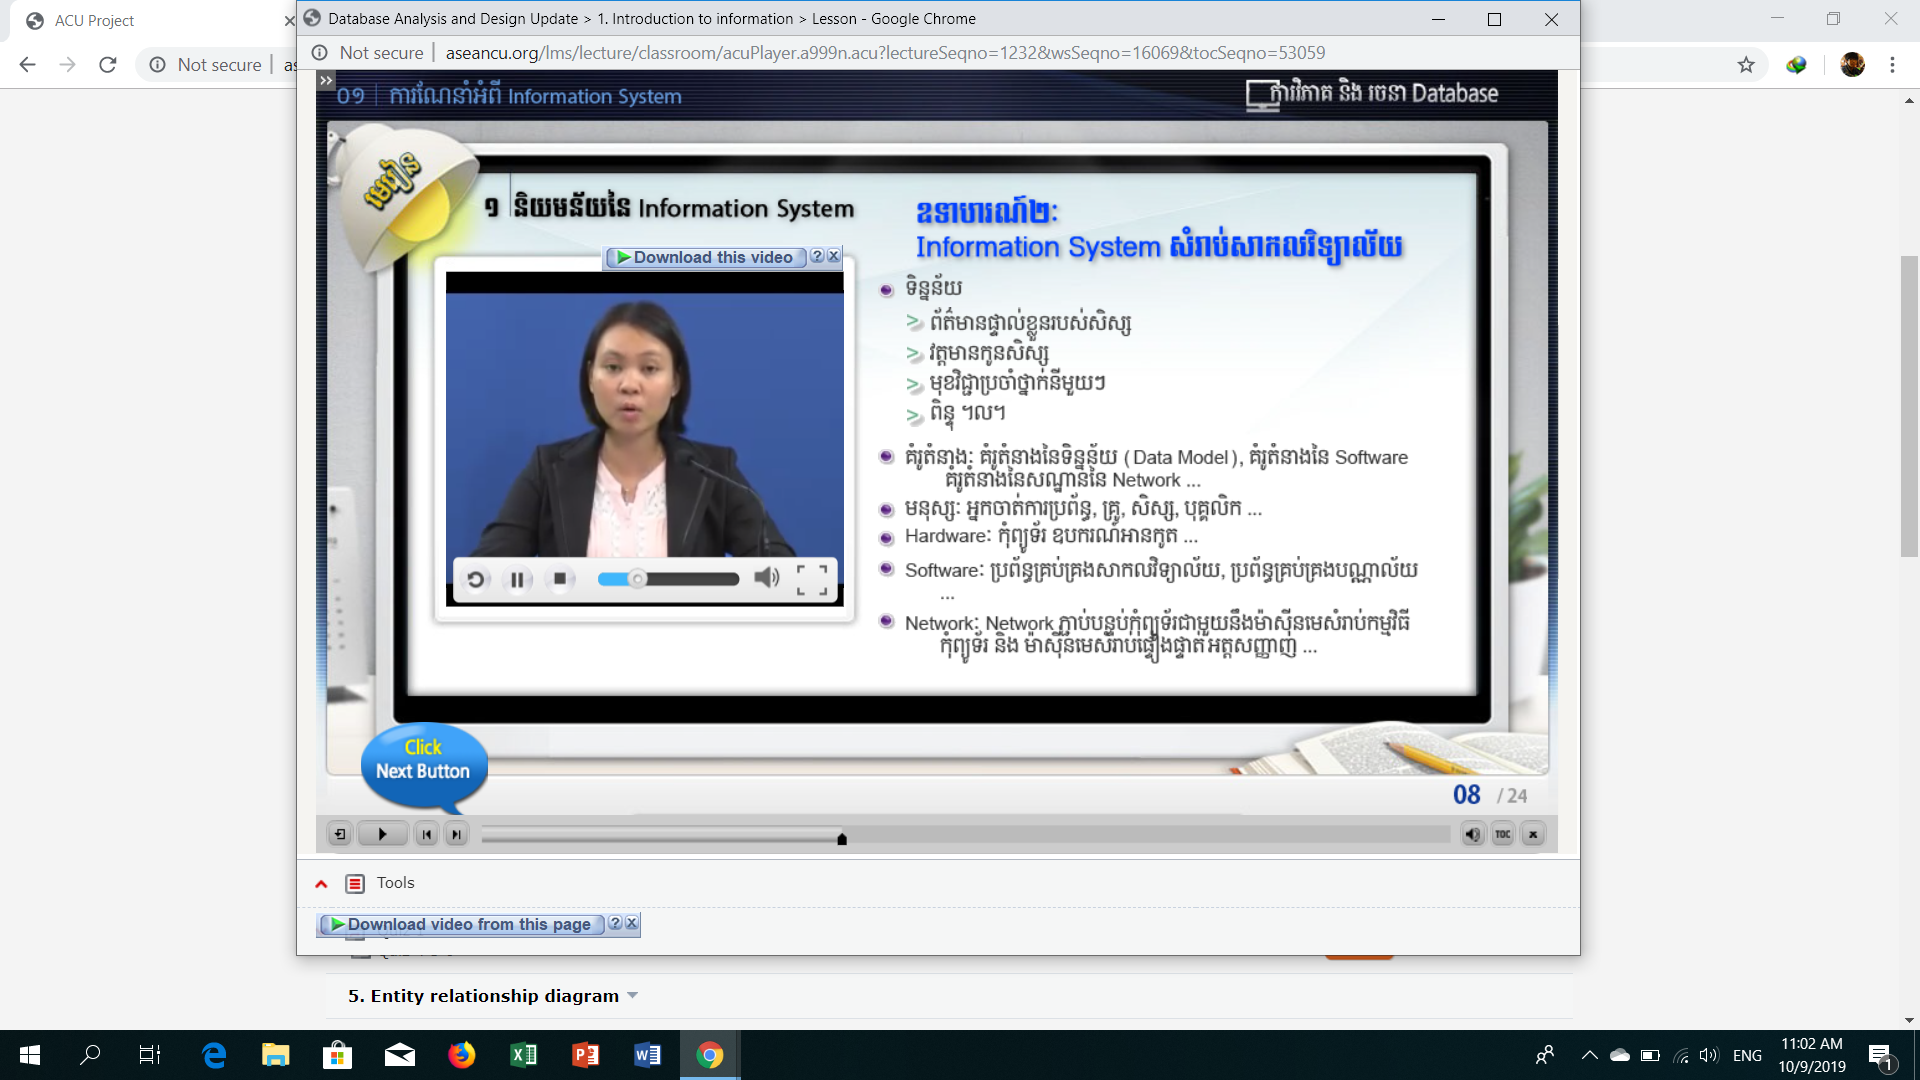 ACU Project
Database Analysis and Design Update > 1. Introduction to information > Lesson - Google Chrome
Not secure
Not secure | aseancu.org/lms/lecture/classroom/acuPlayer.a999n.acu?lectureSeqno=1232&wsSeqno=16069&tocSeqno=53059
០១ | ការណែនាំអំពី Information System
ការវិភាគ និង រចនា Database
មេរៀន
១ និយមន័យនៃ Information System
Download this video
ឧទាហរណ៍២:
Information System សំរាប់សាកលវិទ្យាល័យ
ទិន្នន័យ
> ព័ត៌មានផ្ទាល់ខ្លួនរបស់សិស្ស
> វត្តមានកូនសិស្ស
> មុខវិជ្ជាប្រចាំថ្នាក់នីមួយៗ
> ពិន្ទុ ។ល។
គំរូតំនាង: គំរូតំនាងនៃទិន្នន័យ (Data Model), គំរូតំនាងនៃ Software
គំរូតំនាងនៃសណ្ឋាននៃ Network ...
មនុស្ស: អ្នកចាត់ការប្រព័ន្ធ, គ្រូ, សិស្ស, បុគ្គលិក ...
Hardware: កុំព្យូទ័រ ឧបករណ៍អានកូត ...
Software: ប្រព័ន្ធគ្រប់គ្រងសាកលវិទ្យាល័យ, ប្រព័ន្ធគ្រប់គ្រងបណ្ណាល័យ
...
Network: Network ភ្ជាប់បន្ទប់កុំព្យូទ័រជាមួយនឹងម៉ាស៊ីនមេសំរាប់កម្មវិធី
កុំព្យូទ័រ និង ម៉ាស៊ីនមេសំរាប់ផ្ទៀងផ្ទាត់អត្តសញ្ញាញ់ ...
Click
Next Button
08 / 24
TOC
Tools
Download video from this page
5. Entity relationship diagram
ENG
11:02 AM
10/9/2019
1